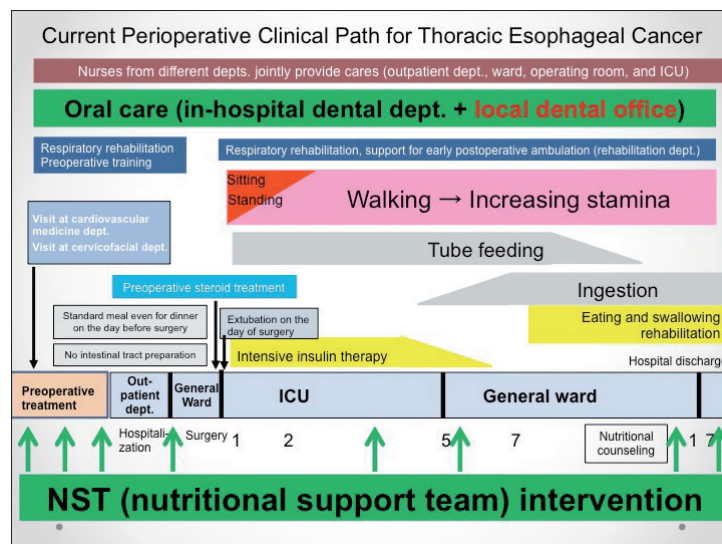 Current Perioperative Clinical Path for Thoracic Esophageal Cancer
Nurses from different depts. jointly provide cares (outpatient dept., ward, operating room, and ICU)
Oral care (in-hospital dental dept. + local dental office)
Respiratory rehabilitation
Preoperative training
Respiratory rehabilitation, support for early postoperative ambulation (rehabilitation dept.)
Sitting
Standing
Walking → Increasing stamina
Visit at cardiovascular
medicine dept.
Visit at cervicofacial dept.
Tube feeding
Preoperative steroid treatment
Ingestion
Standard meal even for dinner
on the day before surgery
Extubation on the
day of surgery
Eating and swallowing
rehabilitation
No intestinal tract preparation
Intensive insulin therapy
Hospital discharge
Preoperative
treatment
Out-
patient
dept.
General
Ward
ICU
General ward
Hospitali-
zation
Surgery
1
2
5
7
Nutritional
counseling
1 7
NST (nutritional support team) intervention